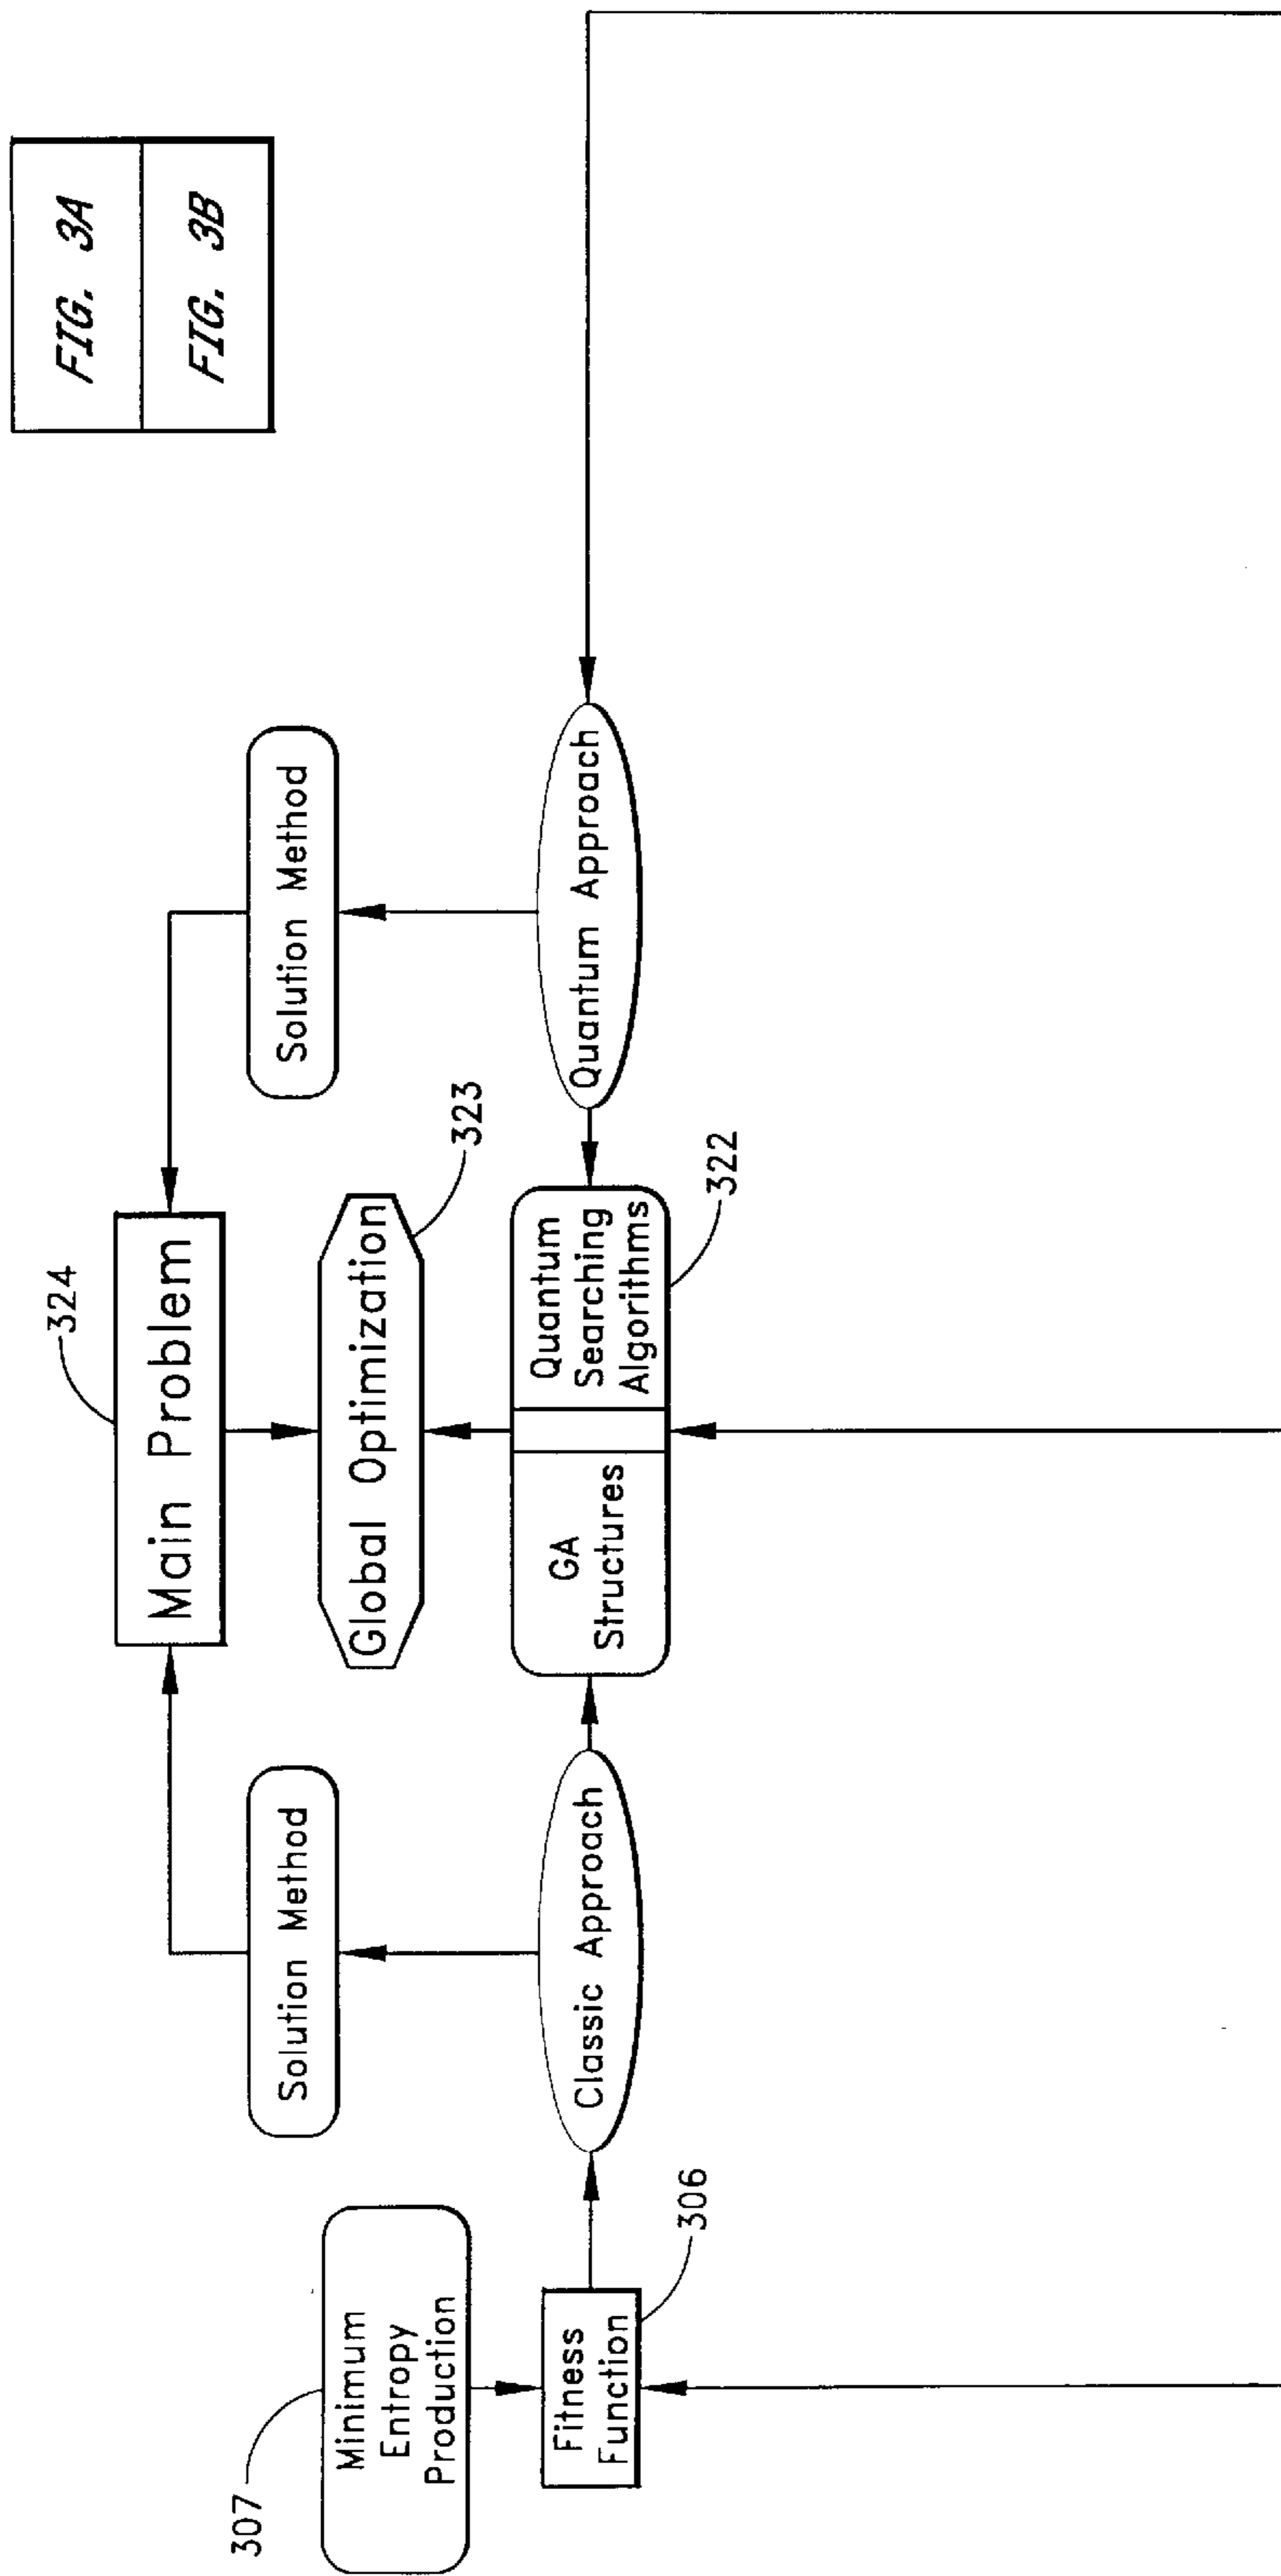 FIG. 3A
FIG. 3B
324
Main Problem
Solution Method
Solution Method
307
Minimum
Entropy
Production
Global Optimization
323
Fitness
Function
306
Classic Approach
GA
Structures
Quantum
Searching
Algorithms
322
Quantum Approach